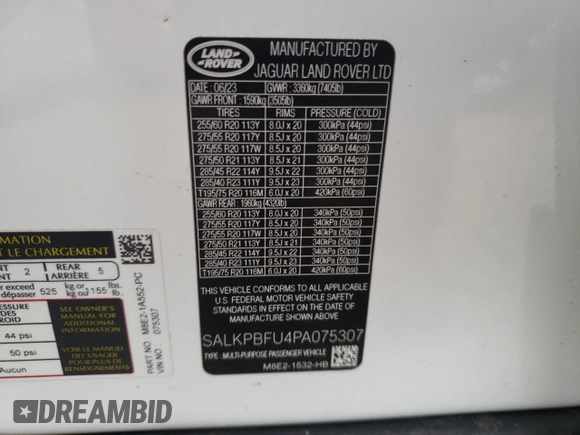 LAND ROVER
MANUFACTURED BY
JAGUAR LAND ROVER LTD
DATE : 06/23 GVWR : 3360kg (7405lb)
GAWR FRONT : 1590kg (3505lb)
TIRES RIMS PRESSURE (COLD)
255/60 R20 113Y 8.0J x 20 300kPa (44psi)
275/55 R20 117Y 8.5J x 20 300kPa (44psi)
275/55 R20 117W 8.5J x 20 300kPa (44psi)
275/50 R21 113Y 8.5J x 21 300kPa (44psi)
285/45 R22 114Y 9.5J x 22 300kPa (44psi)
285/40 R23 111Y 9.5J x 23 300kPa (44psi)
T195/75 R20 116M 6.0J x 20 420kPa (60psi)
GAWR REAR : 1960kg (4320lb)
255/60 R20 113Y 8.0J x 20 340kPa (50psi)
275/55 R20 117Y 8.5J x 20 340kPa (50psi)
275/55 R20 117W 8.5J x 20 340kPa (50psi)
275/50 R21 113Y 8.5J x 21 340kPa (50psi)
285/45 R22 114Y 9.5J x 22 340kPa (50psi)
285/40 R23 111Y 9.5J x 23 340kPa (50psi)
T195/75 R20 116M 6.0J x 20 420kPa (60psi)
THIS VEHICLE CONFORMS TO ALL APPLICABLE
U.S. FEDERAL MOTOR VEHICLE SAFETY AND
THEFT PREVENTION STANDARDS IN EFFECT ON
THE DATE OF MANUFACTURE SHOWN ABOVE.
SALKPBFU4PA075307
TYPE: MULTI-PURPOSE PASSENGER VEHICLE
M8E2-1532-HB
T LE CHARGEMENT
2 REAR ARRIÈRE 5
dépasser 525 kg or kg ou 1155 lbs. lb.
44 psi
50 psi
Aucun
SEE OWNER'S
MANUAL FOR
ADDITIONAL
INFORMATION
VOIR LE MANUEL
DE L'USAGER
POUR PLUS DE
RENSEIGNEMENTS
PART NO M8E2-1A552-PC
VIN NO 075307
DREAMBID